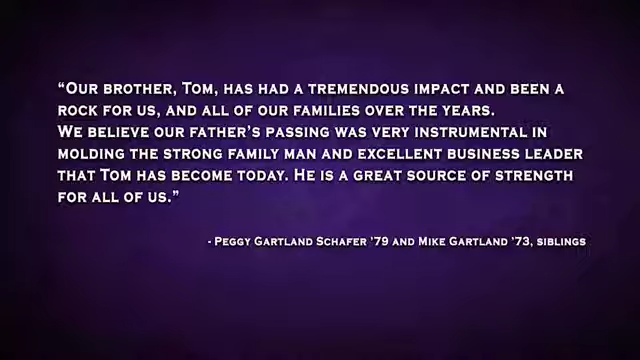 “Our brother, Tom, has had a tremendous impact and been a
rock for us, and all of our families over the years.
We believe our father’s passing was very instrumental in
molding the strong family man and excellent business leader
that Tom has become today. He is a great source of strength
for all of us.”
- Peggy Gartland Schafer ’79 and Mike Gartland ’73, siblings